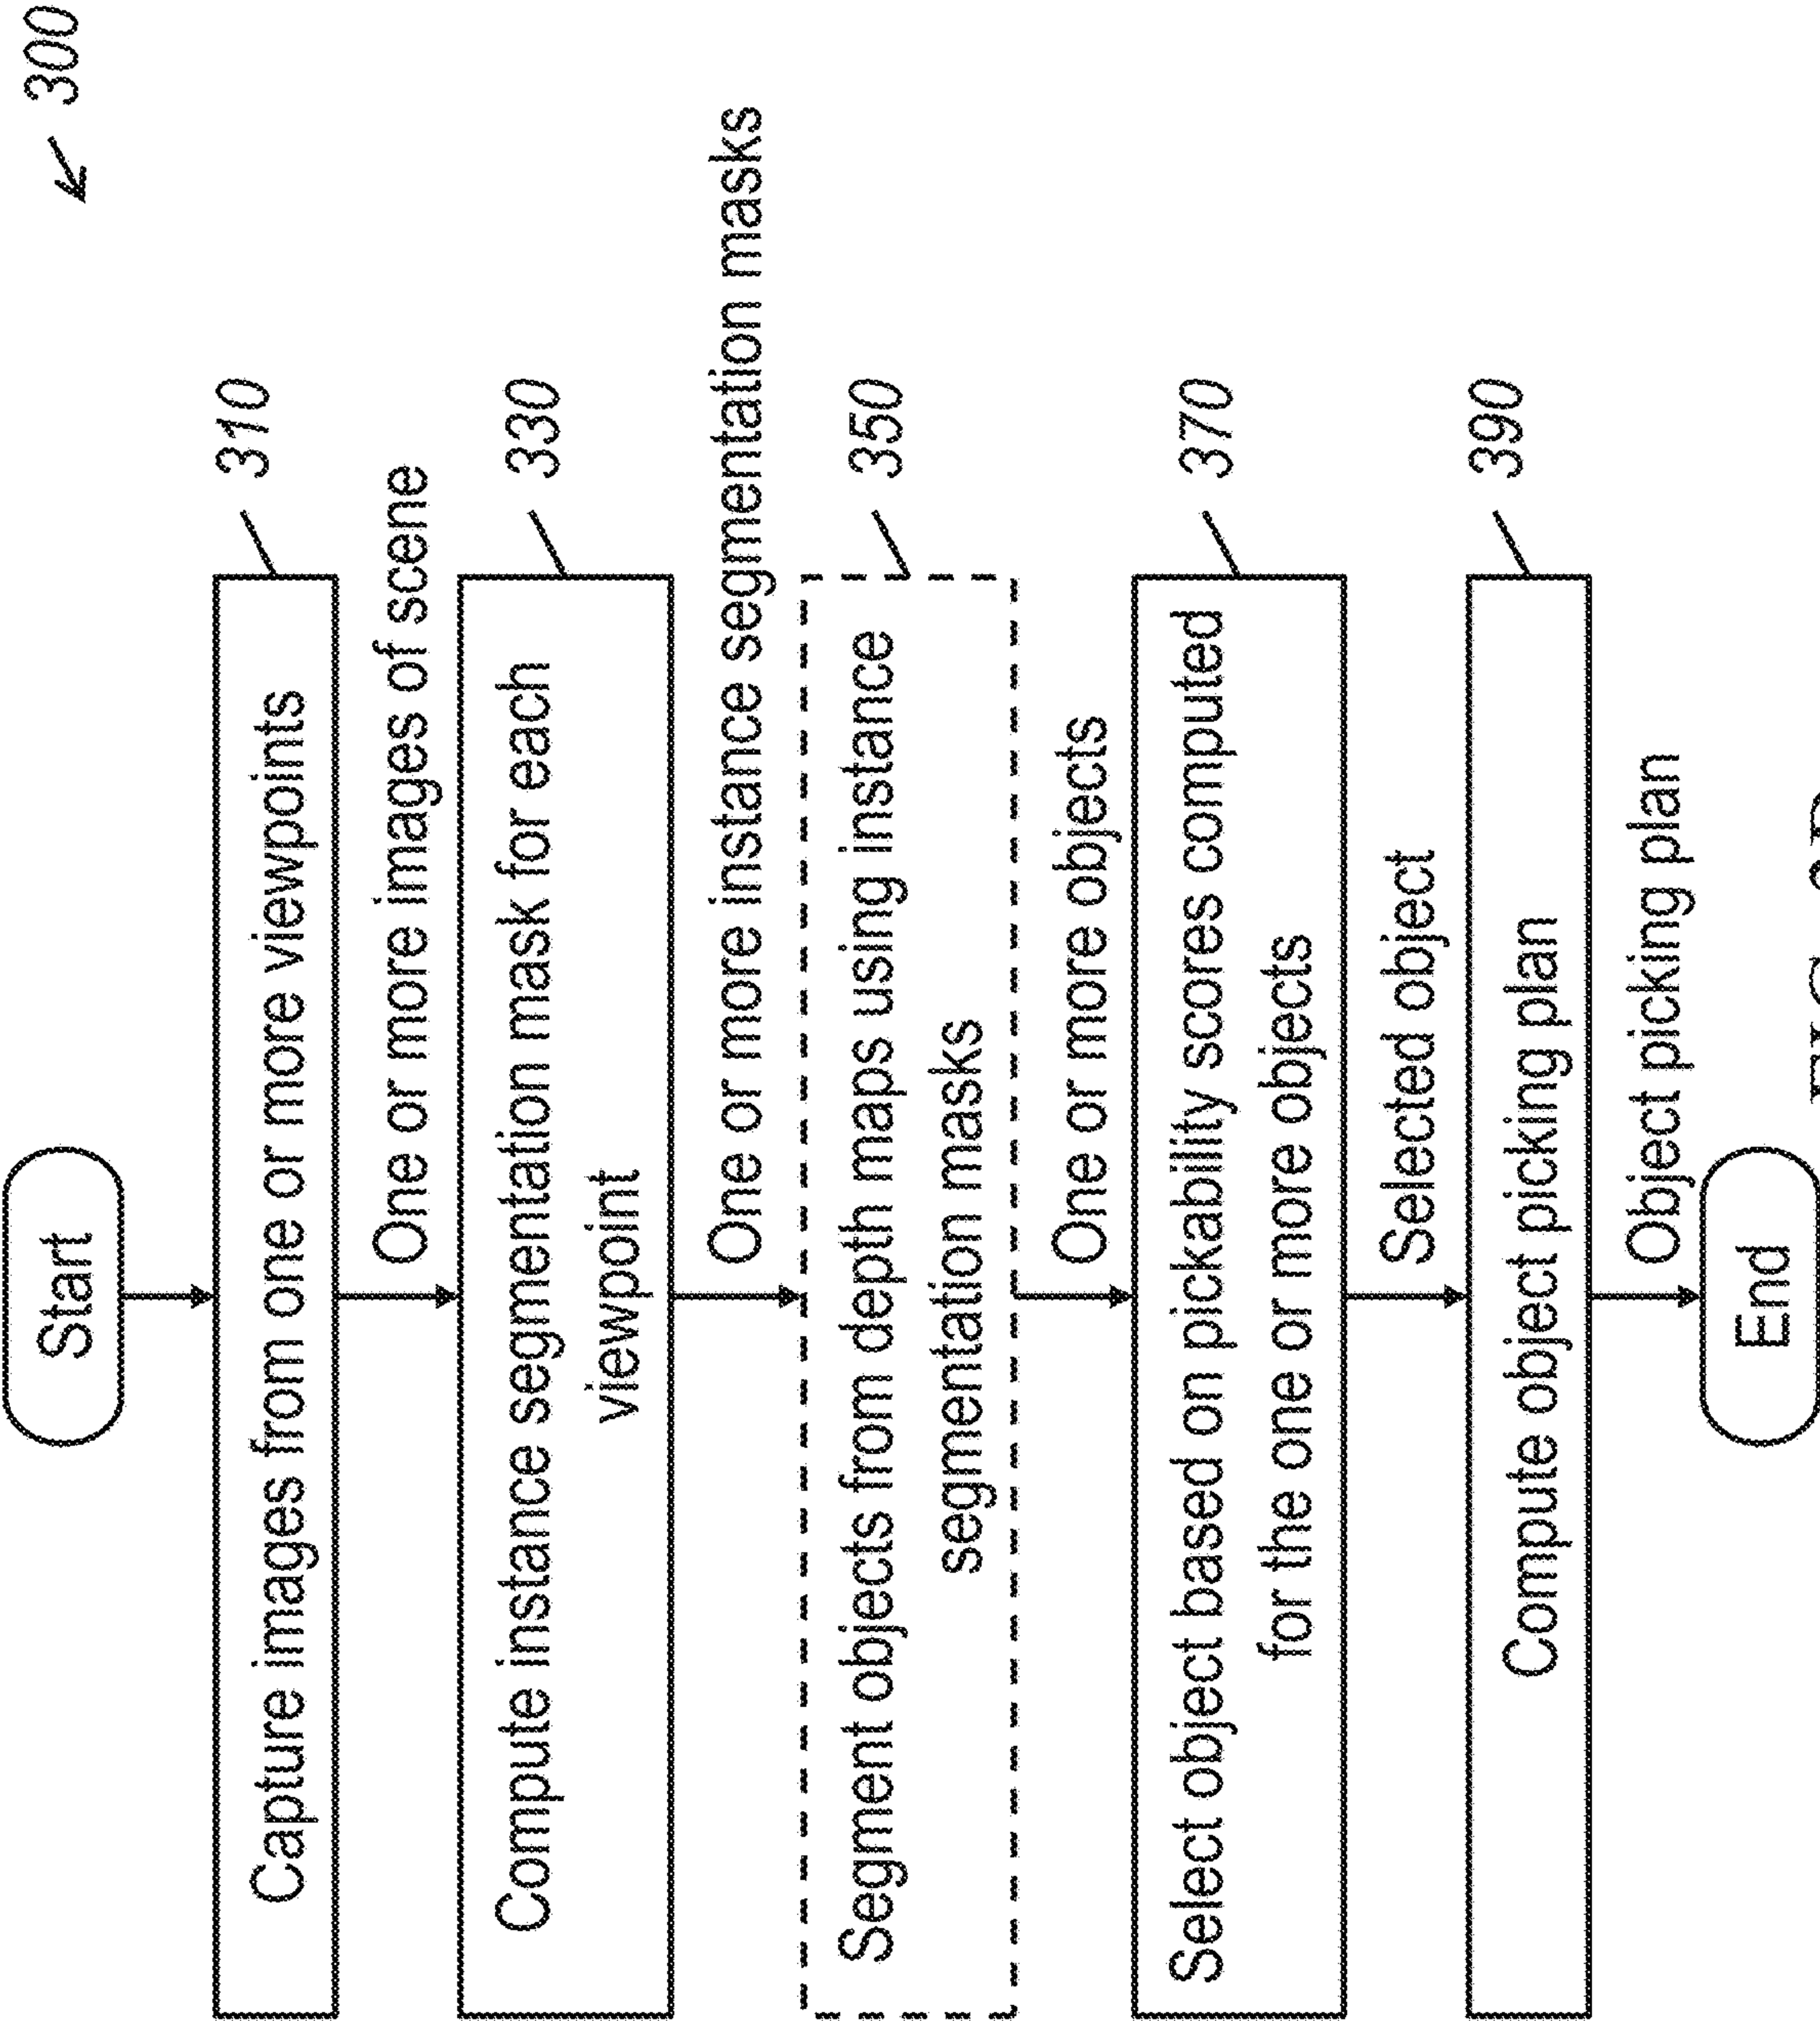 300
Start
Capture images from one or more viewpoints
310
One or more images of scene
Compute instance segmentation mask for each
viewpoint
330
One or more instance segmentation masks
Segment objects from depth maps using instance
segmentation masks
350
One or more objects
Select object based on pickability scores computed
for the one or more objects
370
Selected object
Compute object picking plan
390
Object picking plan
End